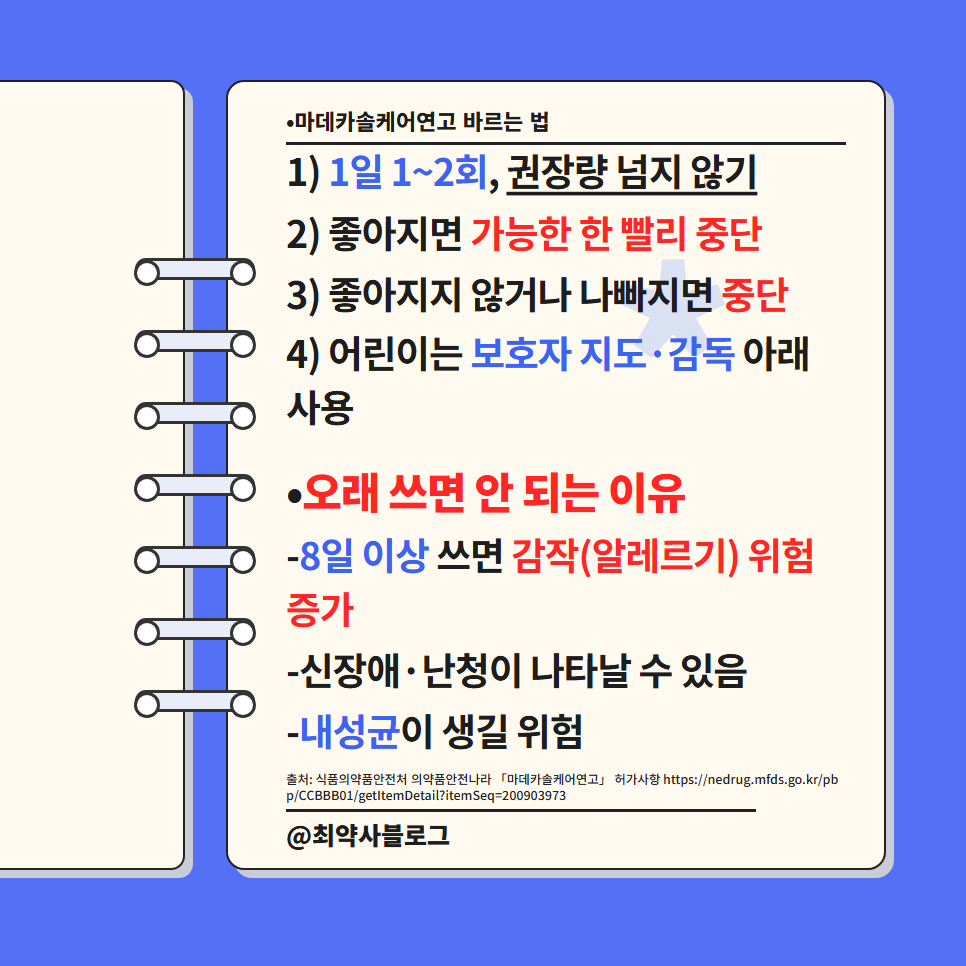 •마데카솔케어연고 바르는 법
1) 1일 1~2회, 권장량 넘지 않기
2) 좋아지면 가능한 한 빨리 중단
3) 좋아지지 않거나 나빠지면 중단
4) 어린이는 보호자 지도·감독 아래
사용
•오래 쓰면 안 되는 이유
-8일 이상 쓰면 감작(알레르기) 위험
증가
-신장애·난청이 나타날 수 있음
-내성균이 생길 위험
출처: 식품의약품안전처 의약품안전나라 「마데카솔케어연고」 허가사항 https://nedrug.mfds.go.kr/pb
p/CCBBB01/getItemDetail?itemSeq=200903973
@최약사블로그